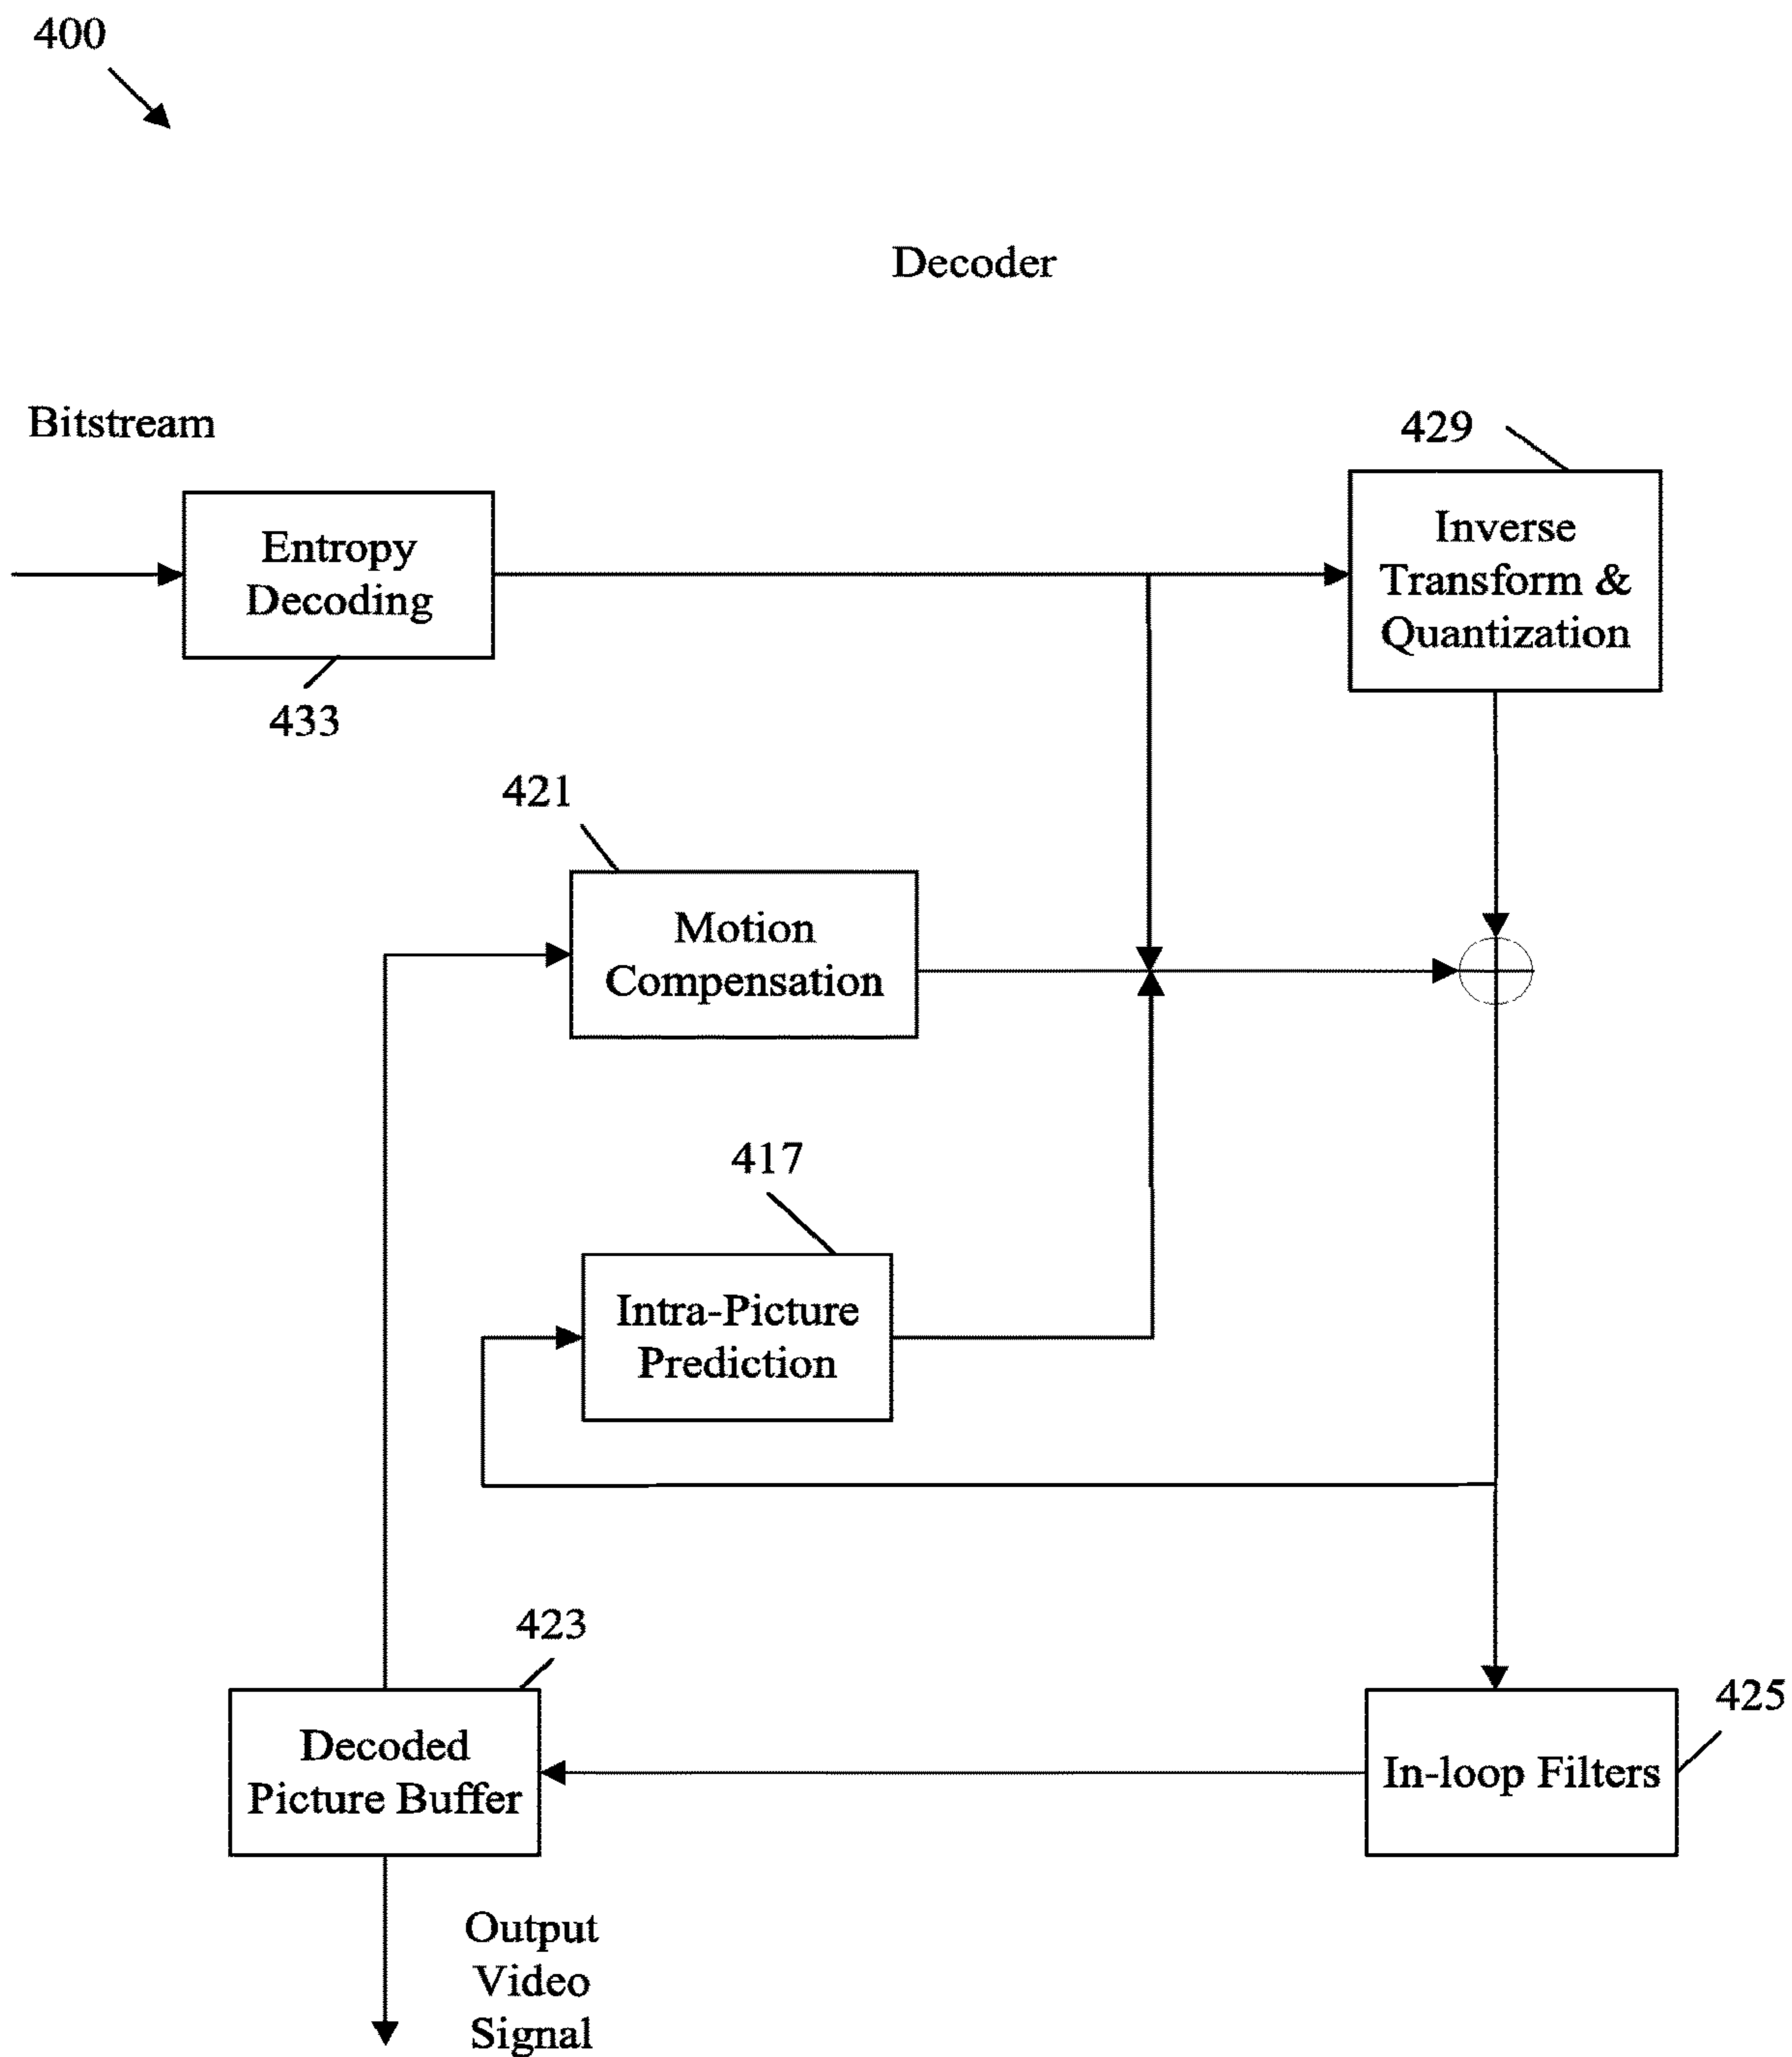 400
Decoder
Bitstream
429
Entropy
Decoding
433
Inverse
Transform &
Quantization
421
Motion
Compensation
417
Intra-Picture
Prediction
423
Decoded
Picture Buffer
425
In-loop Filters
Output
Video
Signal